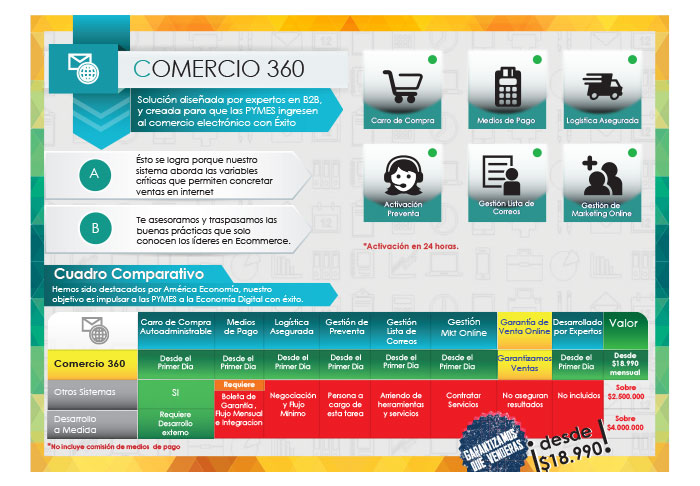 COMERCIO 360
Solución diseñada por expertos en B2B,
y creada para que las PYMES ingresen
al comercio electrónico con Éxito
A
Ésto se logra porque nuestro
sistema aborda las variables
críticas que permiten concretar
ventas en internet
B
Te asesoramos y traspasamos las
buenas prácticas que solo
conocen los líderes en Ecommerce.
Carro de Compra
Medios de Pago
Logística Asegurada
Activación
Preventa
Gestión Lista de
Correos
Gestión de
Marketing Online
*Activación en 24 horas.
Cuadro Comparativo
Hemos sido destacados por América Economía, nuestro
objetivo es impulsar a las PYMES a la Economía Digital con éxito.
Carro de Compra
Autoadministrable
Medios
de Pago
Logística
Asegurada
Gestión de
Preventa
Gestión
Lista de
Correos
Gestión
Mkt Online
Garantía de
Venta Online
Desarrollado
por Expertos
Valor
Comercio 360
Desde el
Primer Dia
Desde el
Primer Dia
Desde el
Primer Dia
Desde el
Primer Dia
Desde el
Primer Dia
Desde el
Primer Dia
Garantizamos
Ventas
Desde el
Primer Dia
Desde
$18.990
mensual
Otros Sistemas
SI
Requiere
Boleta de
Garantia,
Flujo Mensual
e Integracion
Negociación
y Flujo
Minimo
Persona a
cargo de
esta tarea
Arriendo de
herramientas
y servicios
Contratar
Servicios
No aseguran
resultados
No incluidos
Sobre
$2.500.000
Desarrollo
a Medida
Requiere
Desarrollo
externo
Sobre
$4.000.000
*No incluye comisión de medios de pago
GARANTIZAMOS
QUE VENDERAS
¡desde
$18.990!